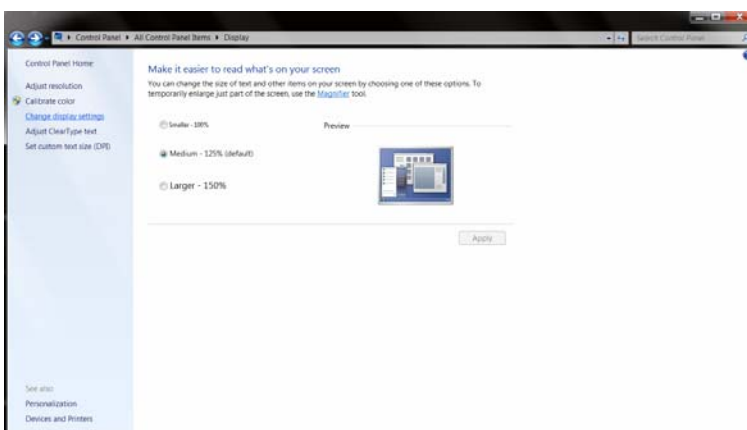 Control Panel ▸ All Control Panel Items ▸ Display
Search Control Panel
Control Panel Home
Adjust resolution
Calibrate color
Change display settings
Adjust ClearType text
Set custom text size (DPI)
See also
Personalization
Devices and Printers
Make it easier to read what's on your screen
You can change the size of text and other items on your screen by choosing one of these options. To
temporarily enlarge just part of the screen, use the Magnifier tool.
Smaller - 100%
Preview
Medium - 125% (default)
Larger - 150%
Apply